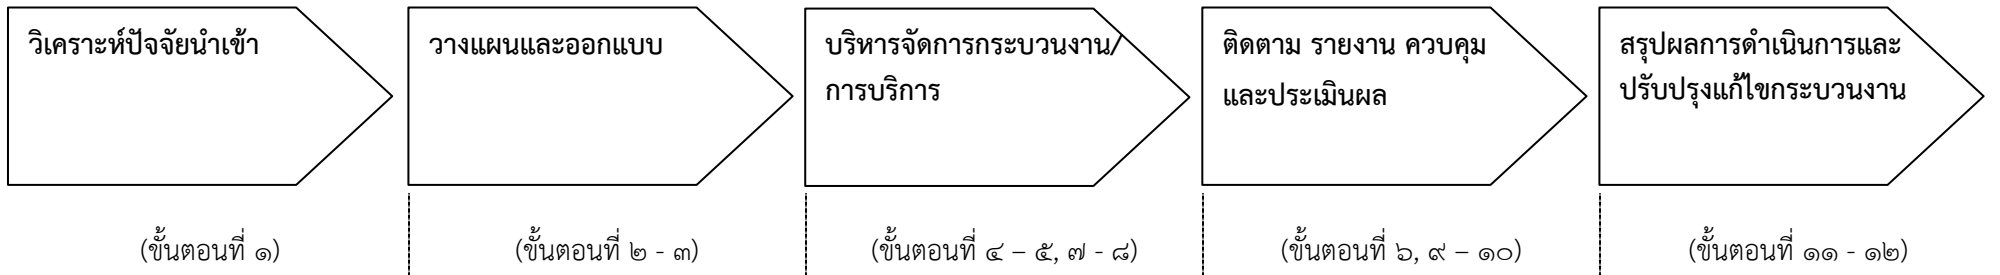 วิเคราะห์ปัจจัยนำเข้า
วางแผนและออกแบบ
บริหารจัดการกระบวนงาน/
การบริการ
ติดตาม รายงาน ควบคุม
และประเมินผล
สรุปผลการดำเนินการและ
ปรับปรุงแก้ไขกระบวนงาน
(ขั้นตอนที่ ๑)
(ขั้นตอนที่ ๒ - ๓)
(ขั้นตอนที่ ๔ – ๕, ๗ - ๘)
(ขั้นตอนที่ ๖, ๙ – ๑๐)
(ขั้นตอนที่ ๑๑ - ๑๒)